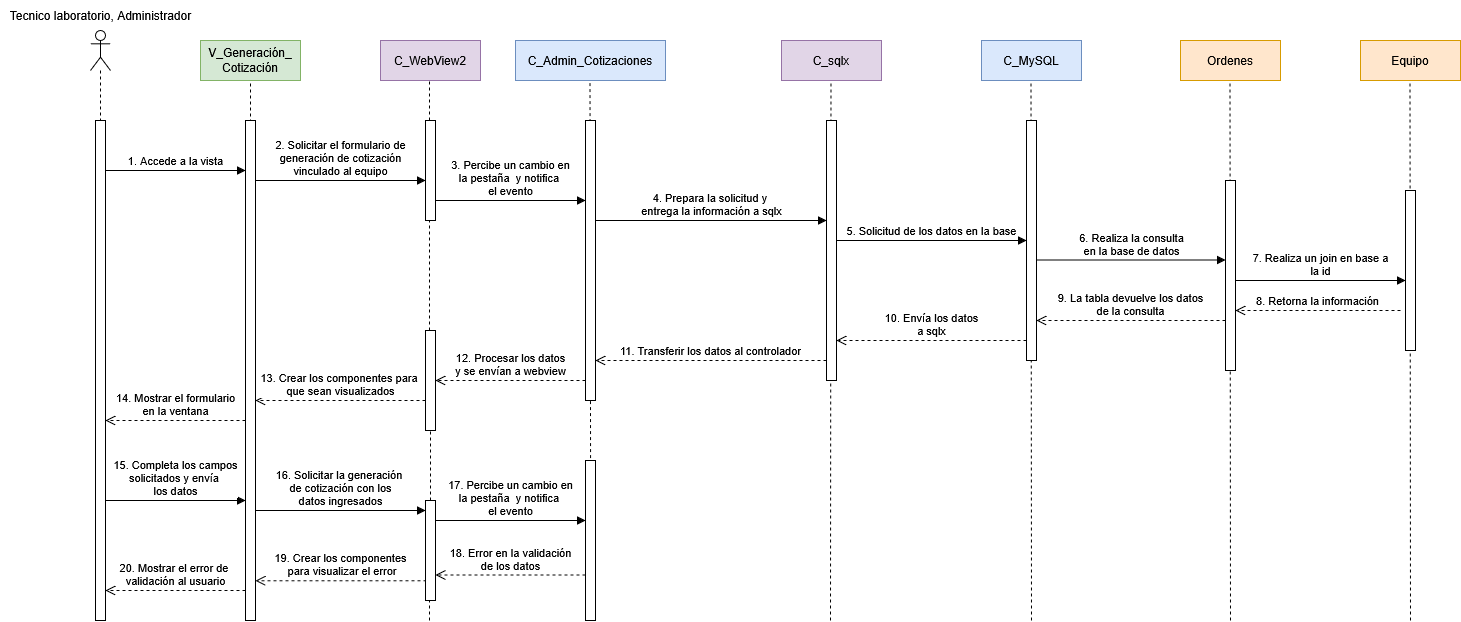 Tecnico laboratorio, Administrador
V_Generación_
Cotización
C_WebView2
C_Admin_Cotizaciones
C_sqlx
C_MySQL
Ordenes
Equipo
1. Accede a la vista
2. Solicitar el formulario de
generación de cotización
vinculado al equipo
3. Percibe un cambio en
la pestaña y notifica
el evento
4. Prepara la solicitud y
entrega la información a sqlx
5. Solicitud de los datos en la base
6. Realiza la consulta
en la base de datos
7. Realiza un join en base a
la id
8. Retorna la información
9. La tabla devuelve los datos
de la consulta
10. Envía los datos
a sqlx
11. Transferir los datos al controlador
12. Procesar los datos
y se envían a webview
13. Crear los componentes para
que sean visualizados
14. Mostrar el formulario
en la ventana
15. Completa los campos
solicitados y envía
los datos
16. Solicitar la generación
de cotización con los
datos ingresados
17. Percibe un cambio en
la pestaña y notifica
el evento
18. Error en la validación
de los datos
19. Crear los componentes
para visualizar el error
20. Mostrar el error de
validación al usuario